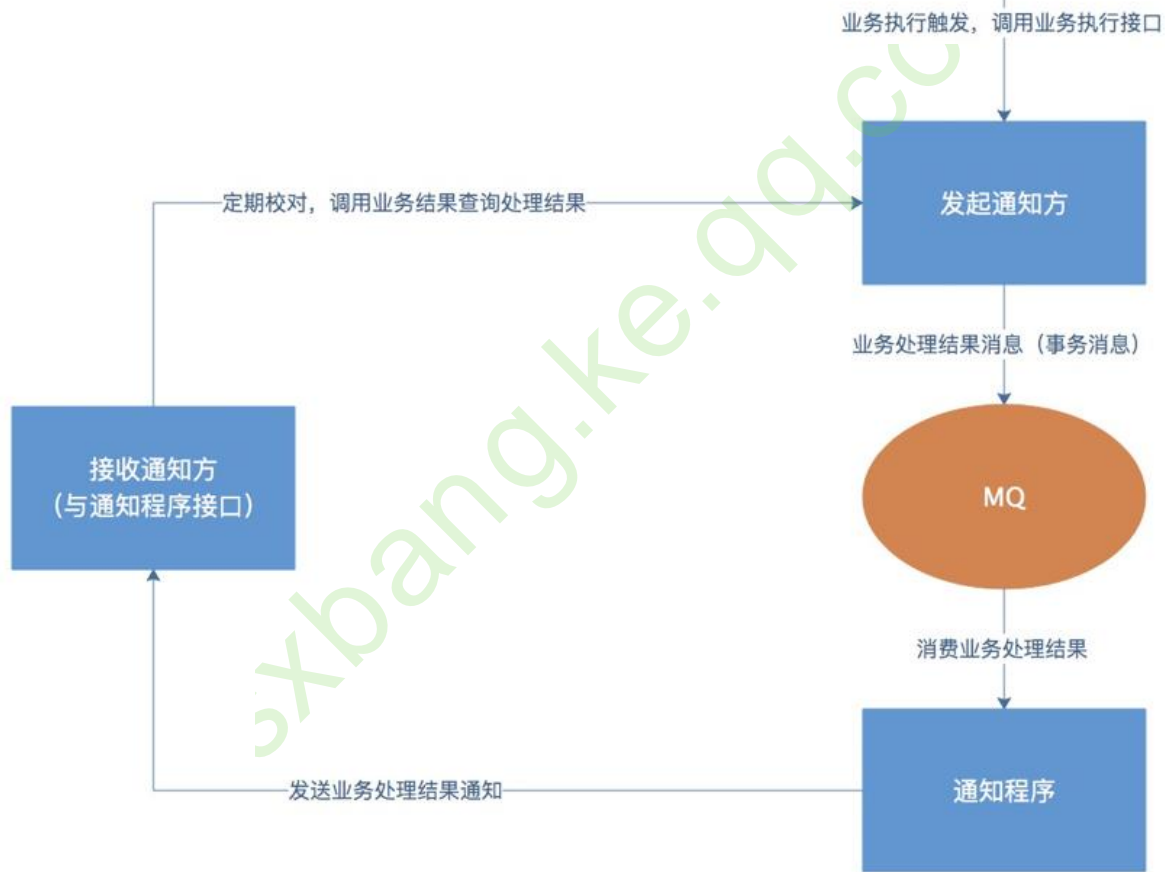 业务执行触发，调用业务执行接口
定期校对，调用业务结果查询处理结果
发起通知方
业务处理结果消息（事务消息）
接收通知方
(与通知程序接口)
MQ
消费业务处理结果
发送业务处理结果通知
通知程序
xbang.ke.qq.co